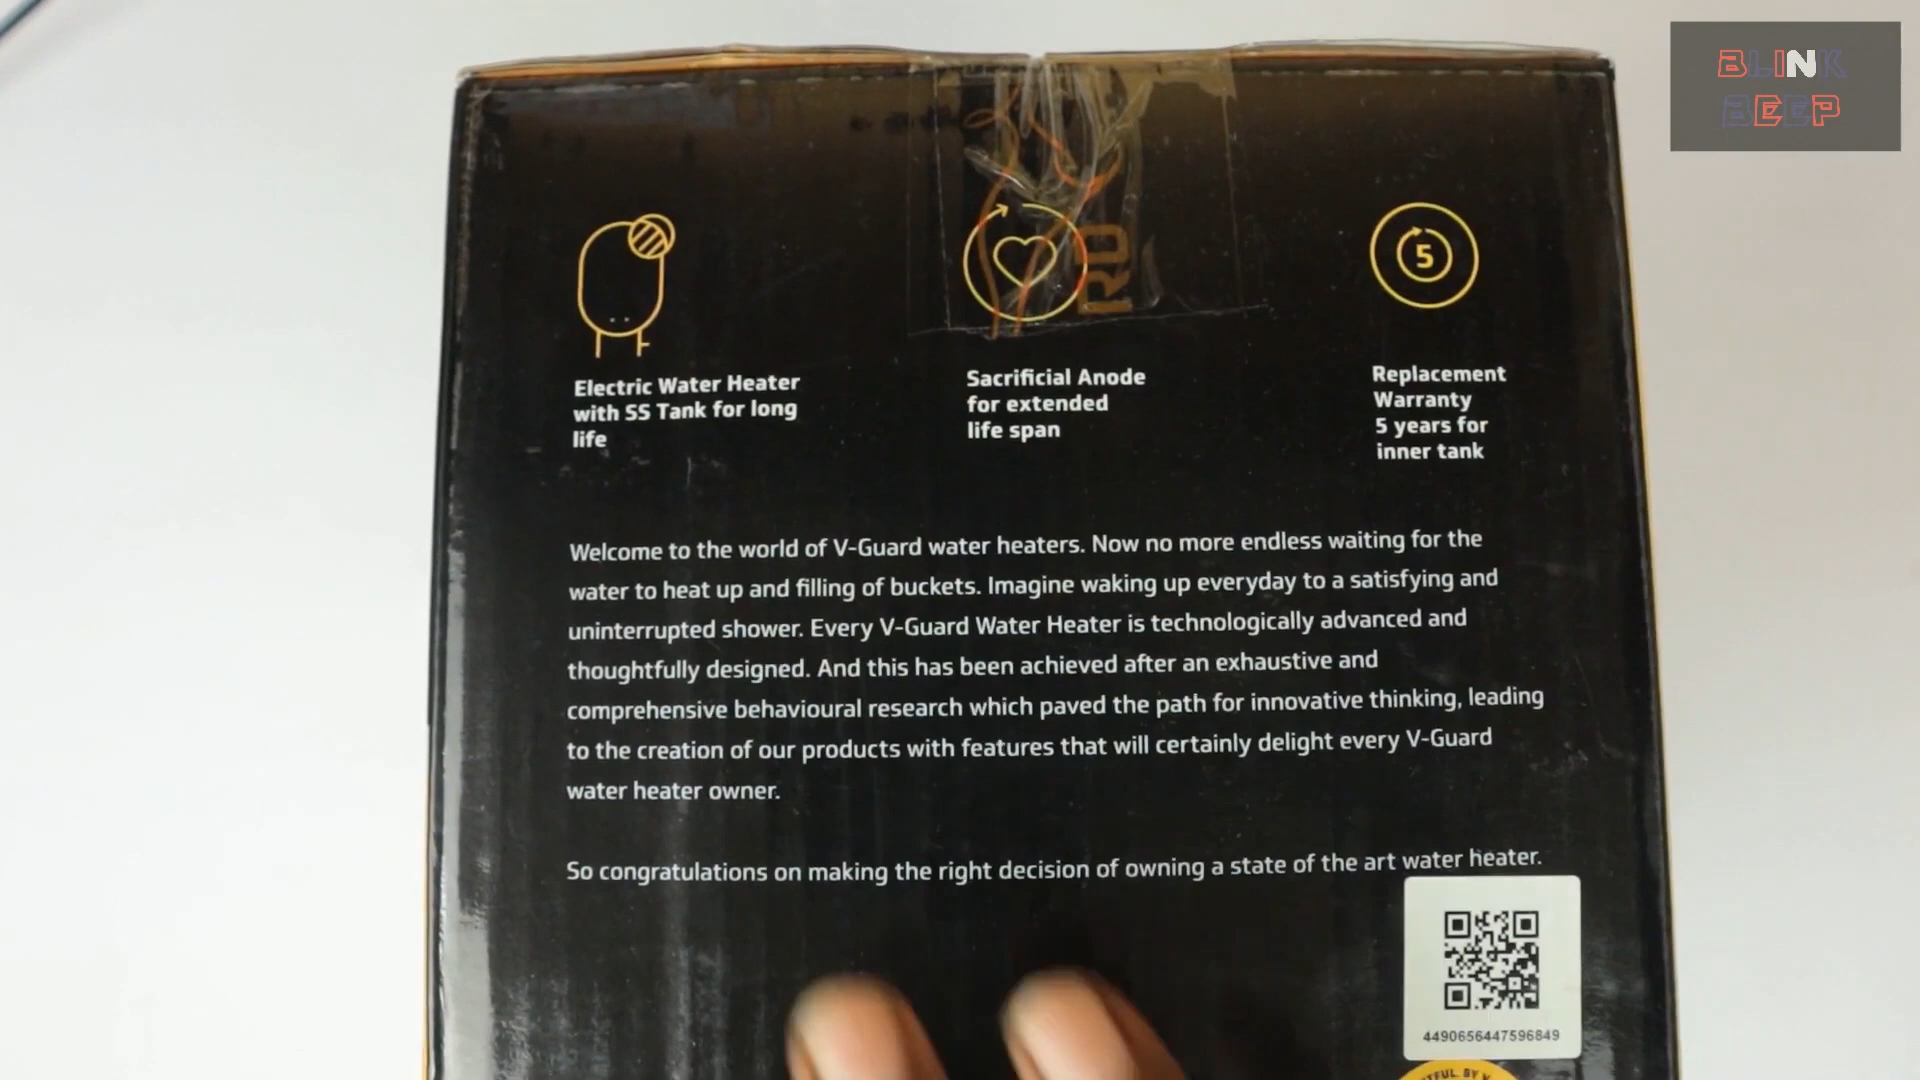 BLINK
BEEP
RD
5
Electric Water Heater
with SS Tank for long
life
Sacrificial Anode
for extended
life span
Replacement
Warranty
5 years for
inner tank
Welcome to the world of V-Guard water heaters. Now no more endless waiting for the
water to heat up and filling of buckets. Imagine waking up everyday to a satisfying and
uninterrupted shower. Every V-Guard Water Heater is technologically advanced and
thoughtfully designed. And this has been achieved after an exhaustive and
comprehensive behavioural research which paved the path for innovative thinking, leading
to the creation of our products with features that will certainly delight every V-Guard
water heater owner.
So congratulations on making the right decision of owning a state of the art water heater.
4490656447596849